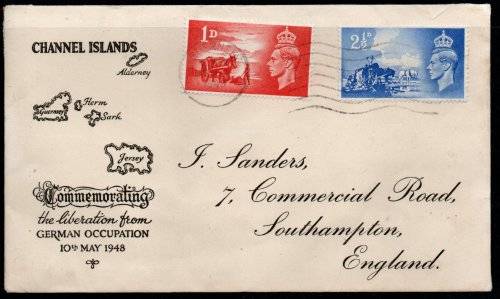 CHANNEL ISLANDS
Alderney
Guernsey
Herm
Sark
Jersey
Commemorating
the liberation from
GERMAN OCCUPATION
10th MAY 1948
1D
2½D
J. Sanders,
7, Commercial Road,
Southampton,
England.